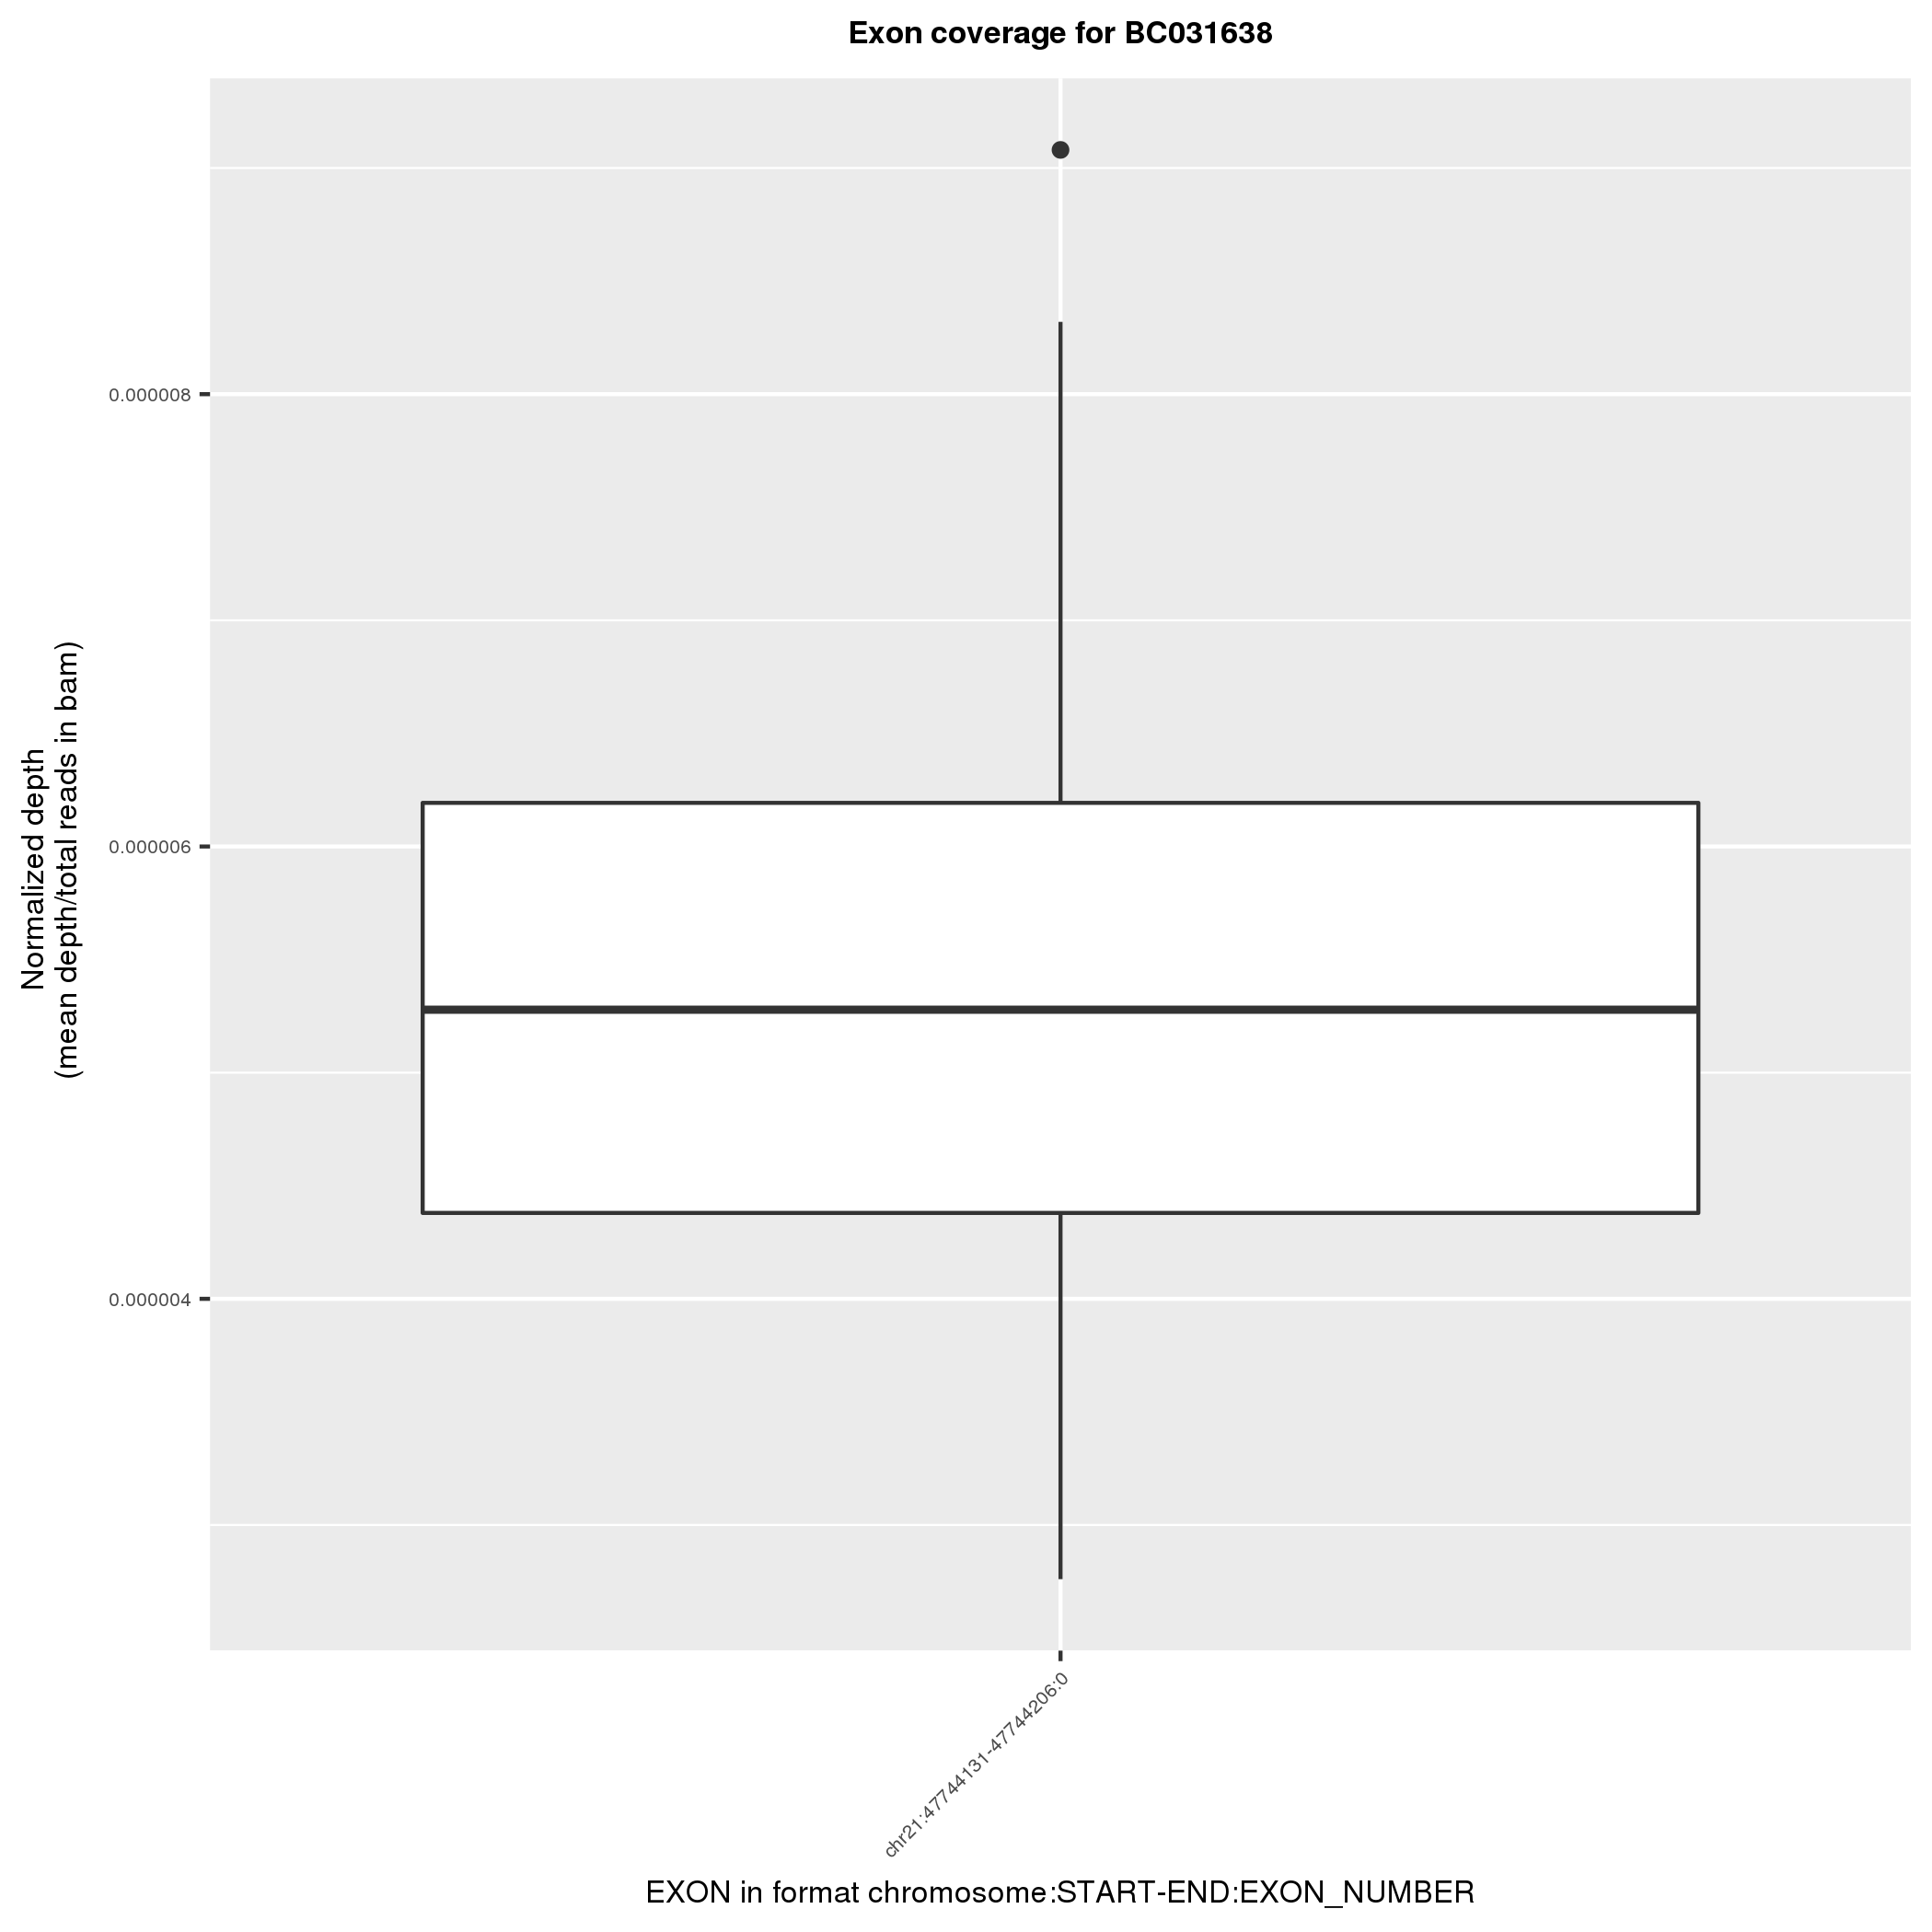 Exon coverage for BC031638
Normalized depth
(mean depth/total reads in bam)
0.000008
0.000006
0.000004
chr21:47744131-47744206:0
EXON in format chromosome:START-END:EXON_NUMBER